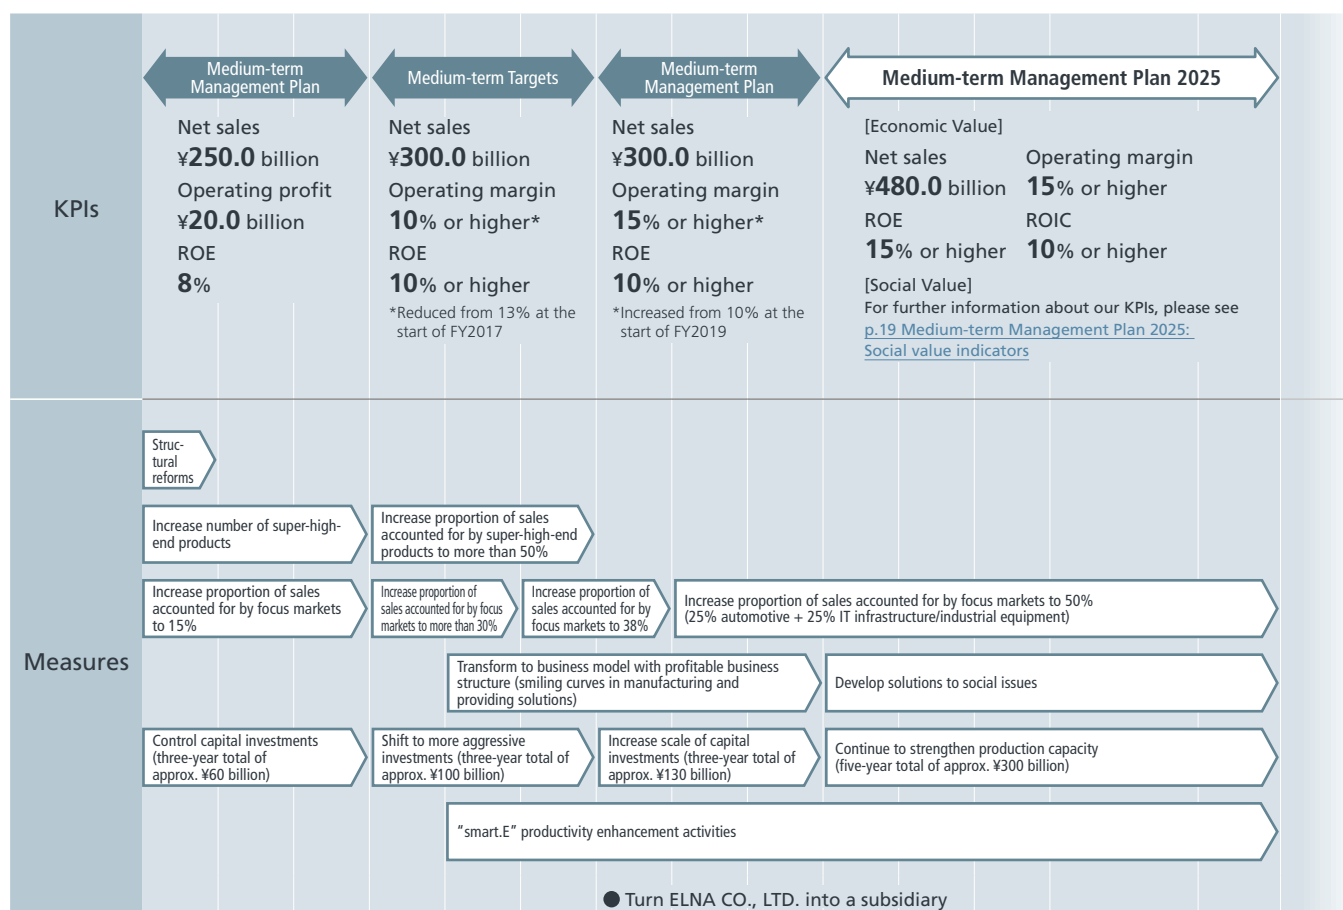 KPIs
Medium-term
Management Plan
Net sales
¥250.0 billion
Operating profit
¥20.0 billion
ROE
8%
Medium-term Targets
Net sales
¥300.0 billion
Operating margin
10% or higher*
ROE
10% or higher
*Reduced from 13% at the
start of FY2017
Medium-term
Management Plan
Net sales
¥300.0 billion
Operating margin
15% or higher*
ROE
10% or higher
*Increased from 10% at the
start of FY2019
Medium-term Management Plan 2025
[Economic Value]
Net sales
¥480.0 billion
Operating margin
15% or higher
ROE
15% or higher
ROIC
10% or higher
[Social Value]
For further information about our KPIs, please see
p.19 Medium-term Management Plan 2025:
Social value indicators
Measures
Struc-
tural
reforms
Increase number of super-high-
end products
Increase proportion of sales
accounted for by super-high-end
products to more than 50%
Increase proportion of sales
accounted for by focus markets
to 15%
Increase proportion of
sales accounted for by focus
markets to more than 30%
Increase proportion of
sales accounted for by
focus markets to 38%
Increase proportion of sales accounted for by focus markets to 50%
(25% automotive + 25% IT infrastructure/industrial equipment)
Transform to business model with profitable business
structure (smiling curves in manufacturing and
providing solutions)
Develop solutions to social issues
Control capital investments
(three-year total of
approx. ¥60 billion)
Shift to more aggressive
investments (three-year total of
approx. ¥100 billion)
Increase scale of capital
investments (three-year total of
approx. ¥130 billion)
Continue to strengthen production capacity
(five-year total of approx. ¥300 billion)
"smart.E" productivity enhancement activities
● Turn ELNA CO., LTD. into a subsidiary